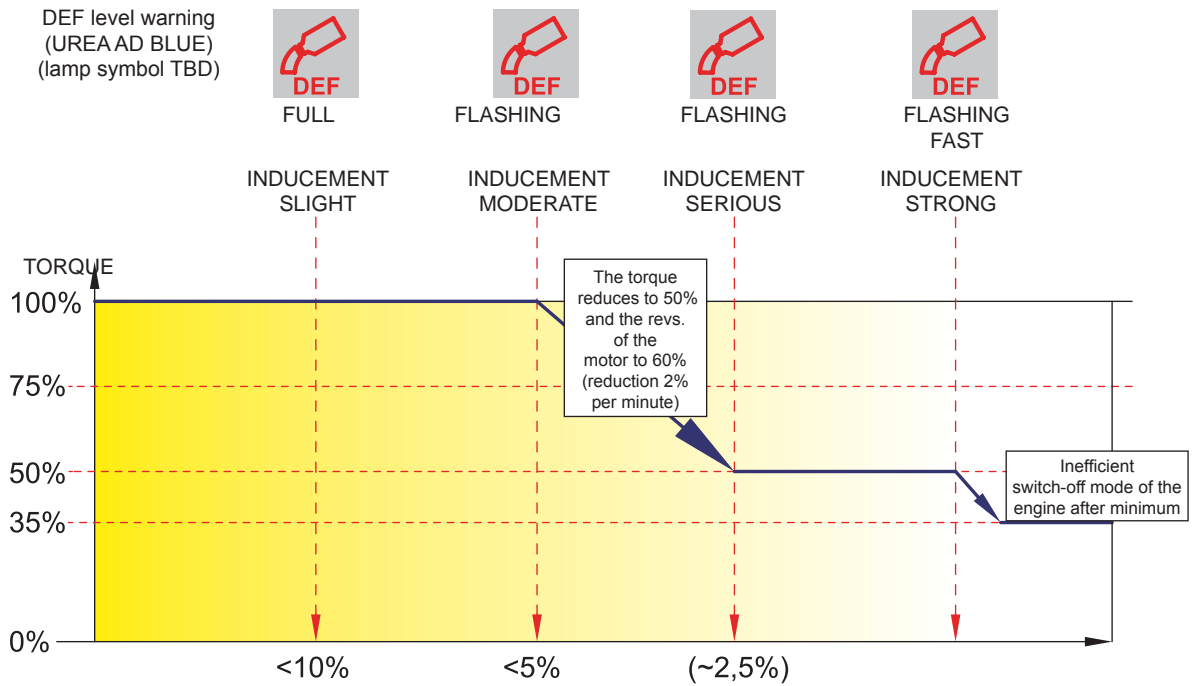 DEF level warning
(UREA AD BLUE)
(lamp symbol TBD)
DEF
DEF
DEF
DEF
FULL
FLASHING
FLASHING
FLASHING
FAST
INDUCEMENT
SLIGHT
INDUCEMENT
MODERATE
INDUCEMENT
SERIOUS
INDUCEMENT
STRONG
TORQUE
100%
75%
50%
35%
0%
The torque
reduces to 50%
and the revs.
of the
motor to 60%
(reduction 2%
per minute)
Inefficient
switch-off mode of the
engine after minimum
<10%
<5%
(~2,5%)